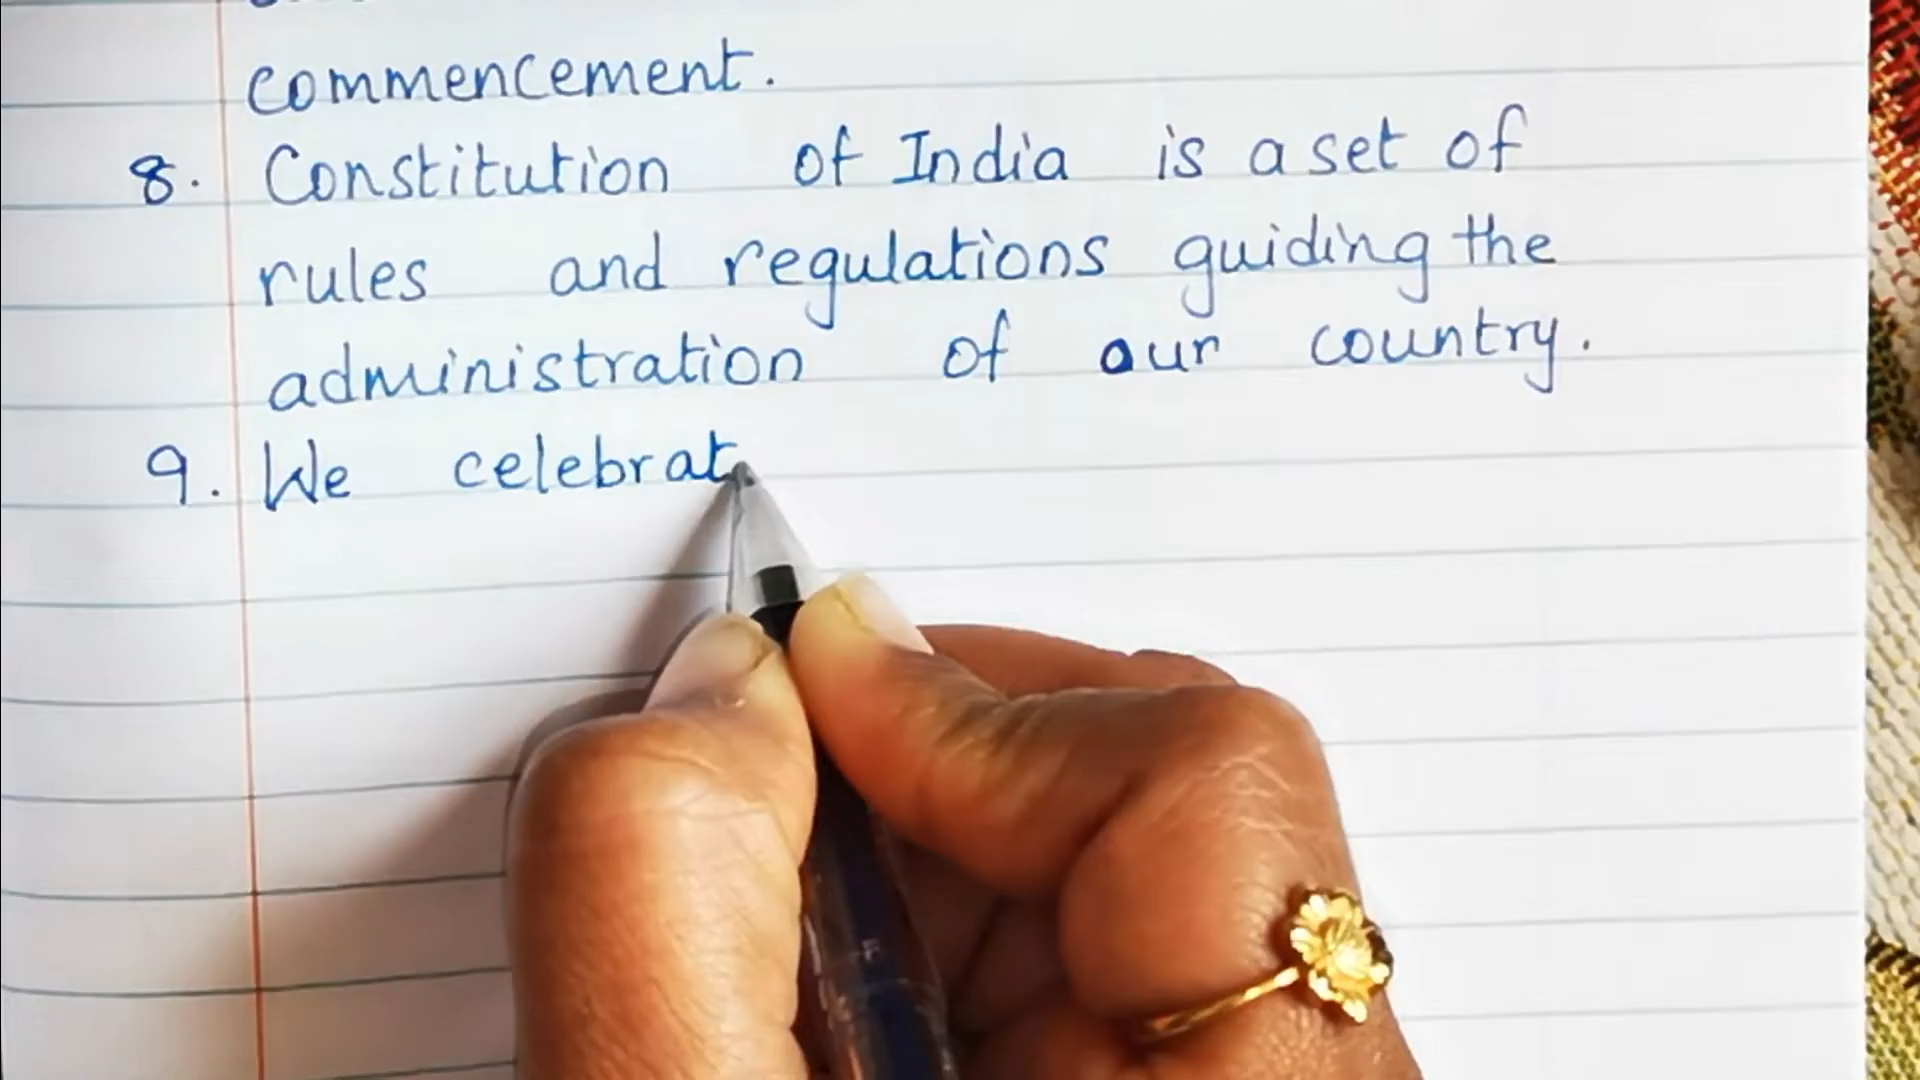 commencement.
8. Constitution of India is a set of
rules and regulations guiding the
administration of our country.
9. We celebrat